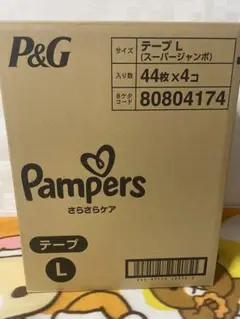 P&G
サイズ
テープ L
(スーパージャンボ)
入り数
44枚×4コ
8ケタ
コード
80804174
Pampers
さらさらケア
テープ
L